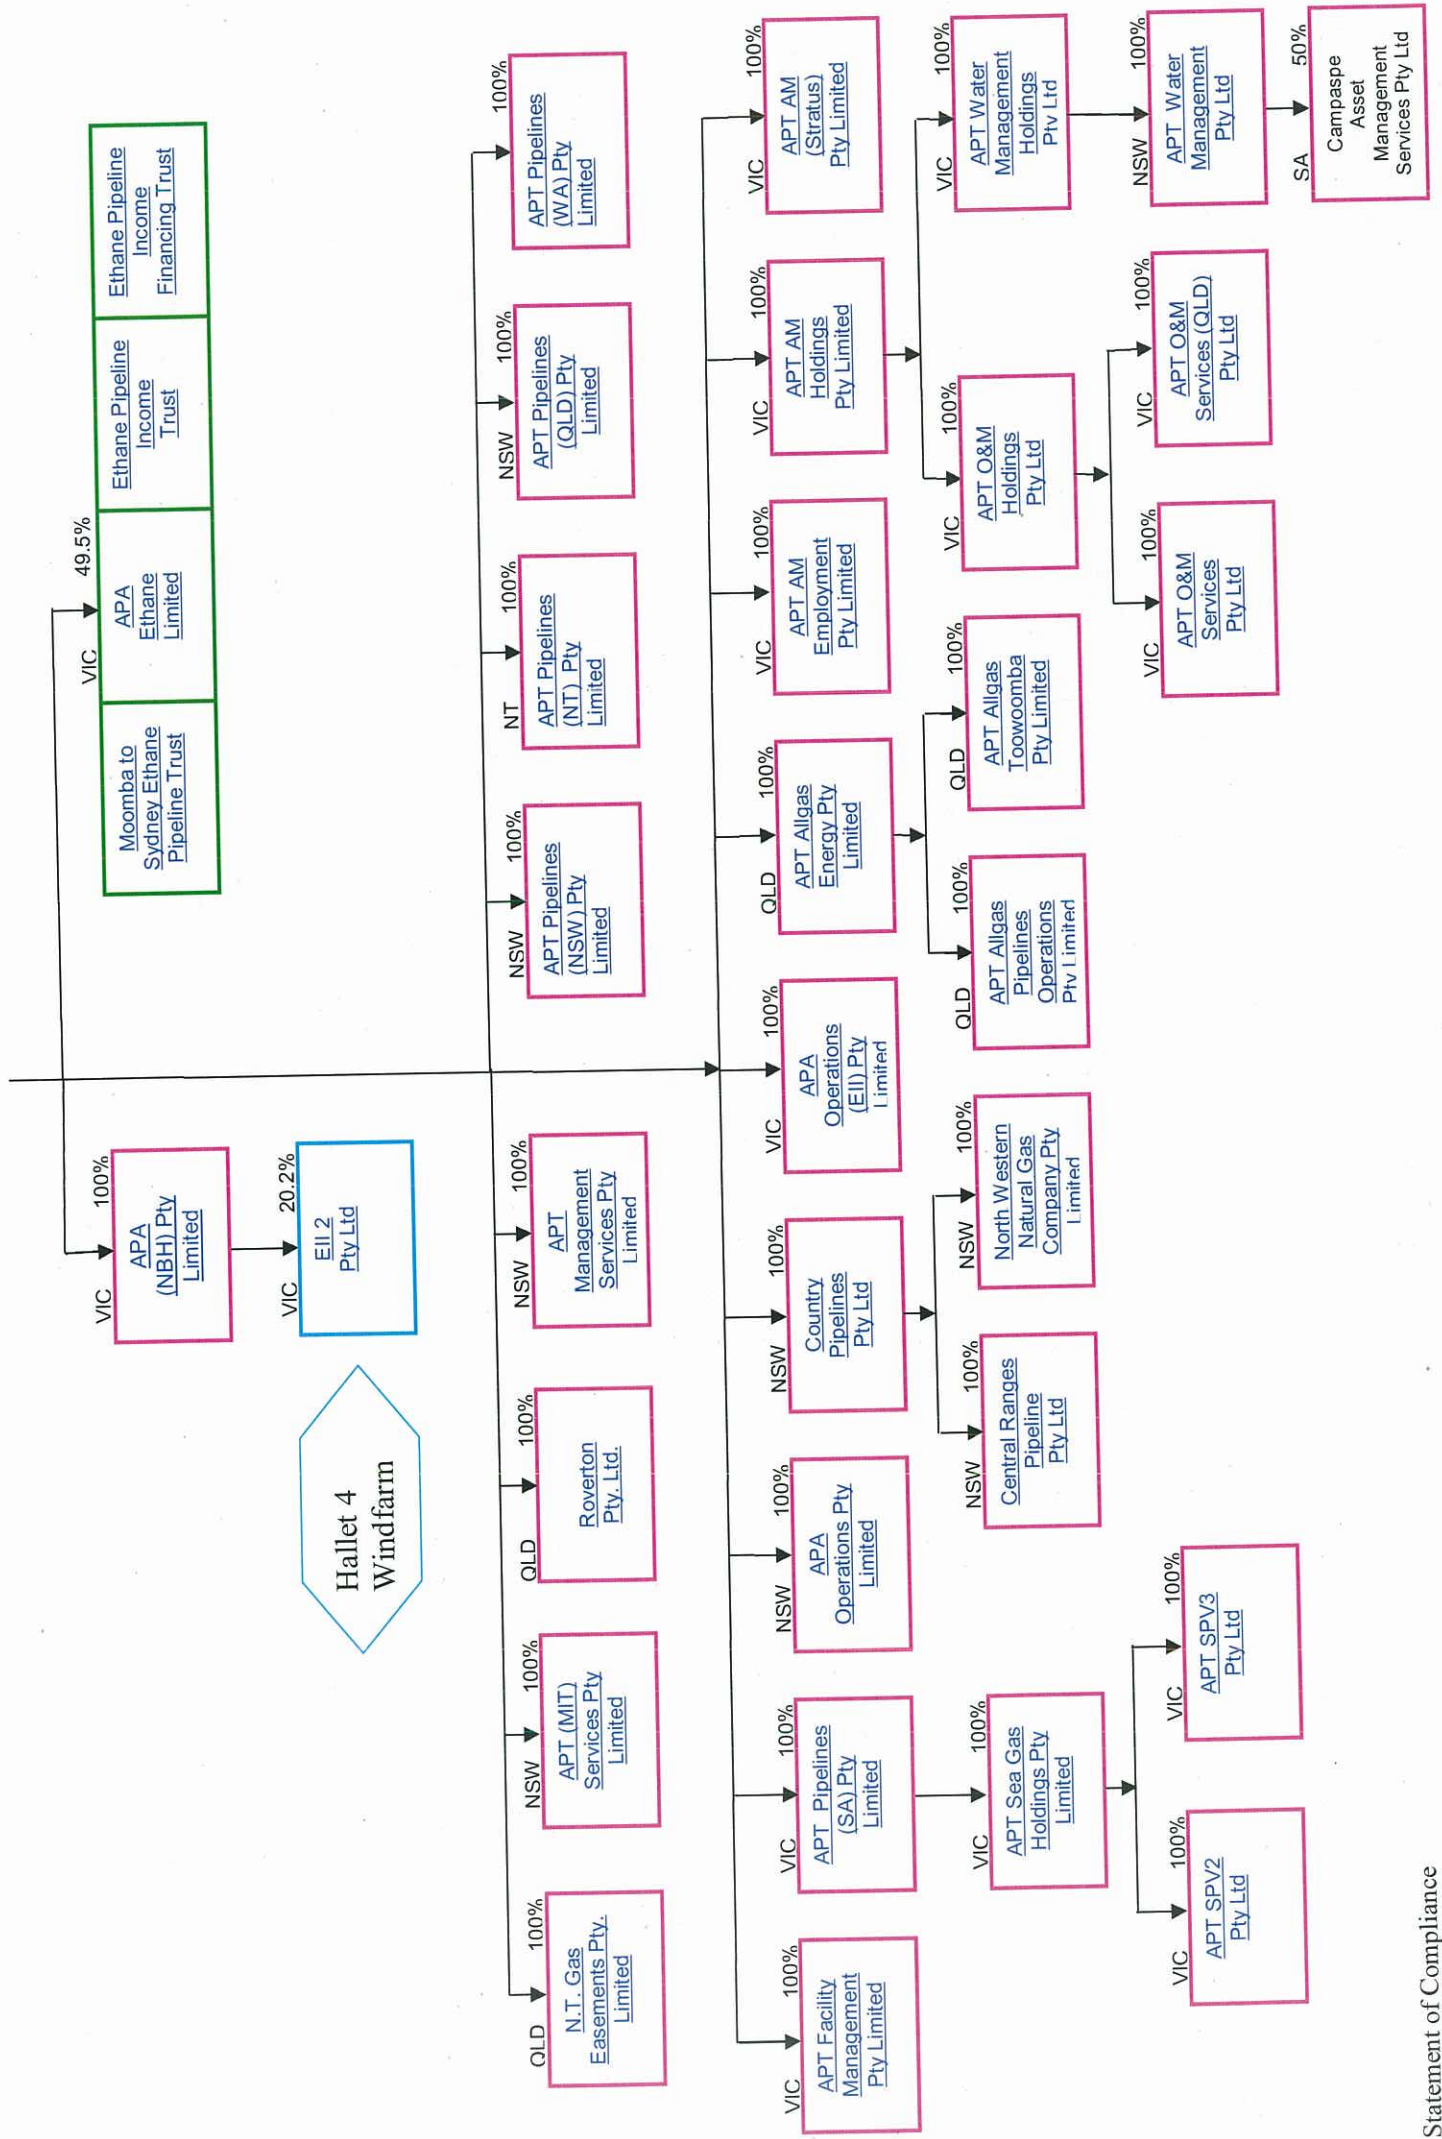 VIC 100%
APA
(NBH) Pty
Limited
Moomba to
Sydney Ethane
Pipeline Trust
VIC 49.5%
APA
Ethane
Limited
Ethane Pipeline
Income
Trust
Ethane Pipeline
Income
Financing Trust
VIC 20.2%
EII 2
Pty Ltd
Hallet 4
Windfarm
QLD 100%
N.T. Gas
Easements Pty.
Limited
NSW 100%
APT (MIT)
Services Pty
Limited
QLD 100%
Roverton
Pty. Ltd.
NSW 100%
APT
Management
Services Pty
Limited
NSW 100%
APT Pipelines
(NSW) Pty
Limited
NT 100%
APT Pipelines
(NT) Pty
Limited
NSW 100%
APT Pipelines
(QLD) Pty
Limited
100%
APT Pipelines
(WA) Pty
Limited
VIC 100%
APT Facility
Management
Pty Limited
VIC 100%
APT Pipelines
(SA) Pty
Limited
NSW 100%
APA
Operations Pty
Limited
NSW 100%
Country
Pipelines
Pty Ltd
VIC 100%
APA
Operations
(EII) Pty
Limited
QLD 100%
APT Allgas
Energy Pty
Limited
VIC 100%
APT AM
Employment
Pty Limited
VIC 100%
APT AM
Holdings
Pty Limited
VIC 100%
APT AM
(Stratus)
Pty Limited
VIC 100%
APT Sea Gas
Holdings Pty
Limited
NSW 100%
Central Ranges
Pipeline
Pty Ltd
NSW 100%
North Western
Natural Gas
Company Pty
Limited
QLD 100%
APT Allgas
Pipelines
Operations
Pty Limited
QLD 100%
APT Allgas
Toowoomba
Pty Limited
VIC 100%
APT O&M
Holdings
Pty Ltd
VIC 100%
APT Water
Management
Holdings
Pty Ltd
VIC 100%
APT SPV2
Pty Ltd
VIC 100%
APT SPV3
Pty Ltd
VIC 100%
APT O&M
Services
Pty Ltd
VIC 100%
APT O&M
Services (QLD)
Pty Ltd
NSW 100%
APT Water
Management
Pty Ltd
SA 50%
Campaspe
Asset
Management
Services Pty Ltd
Statement of Compliance